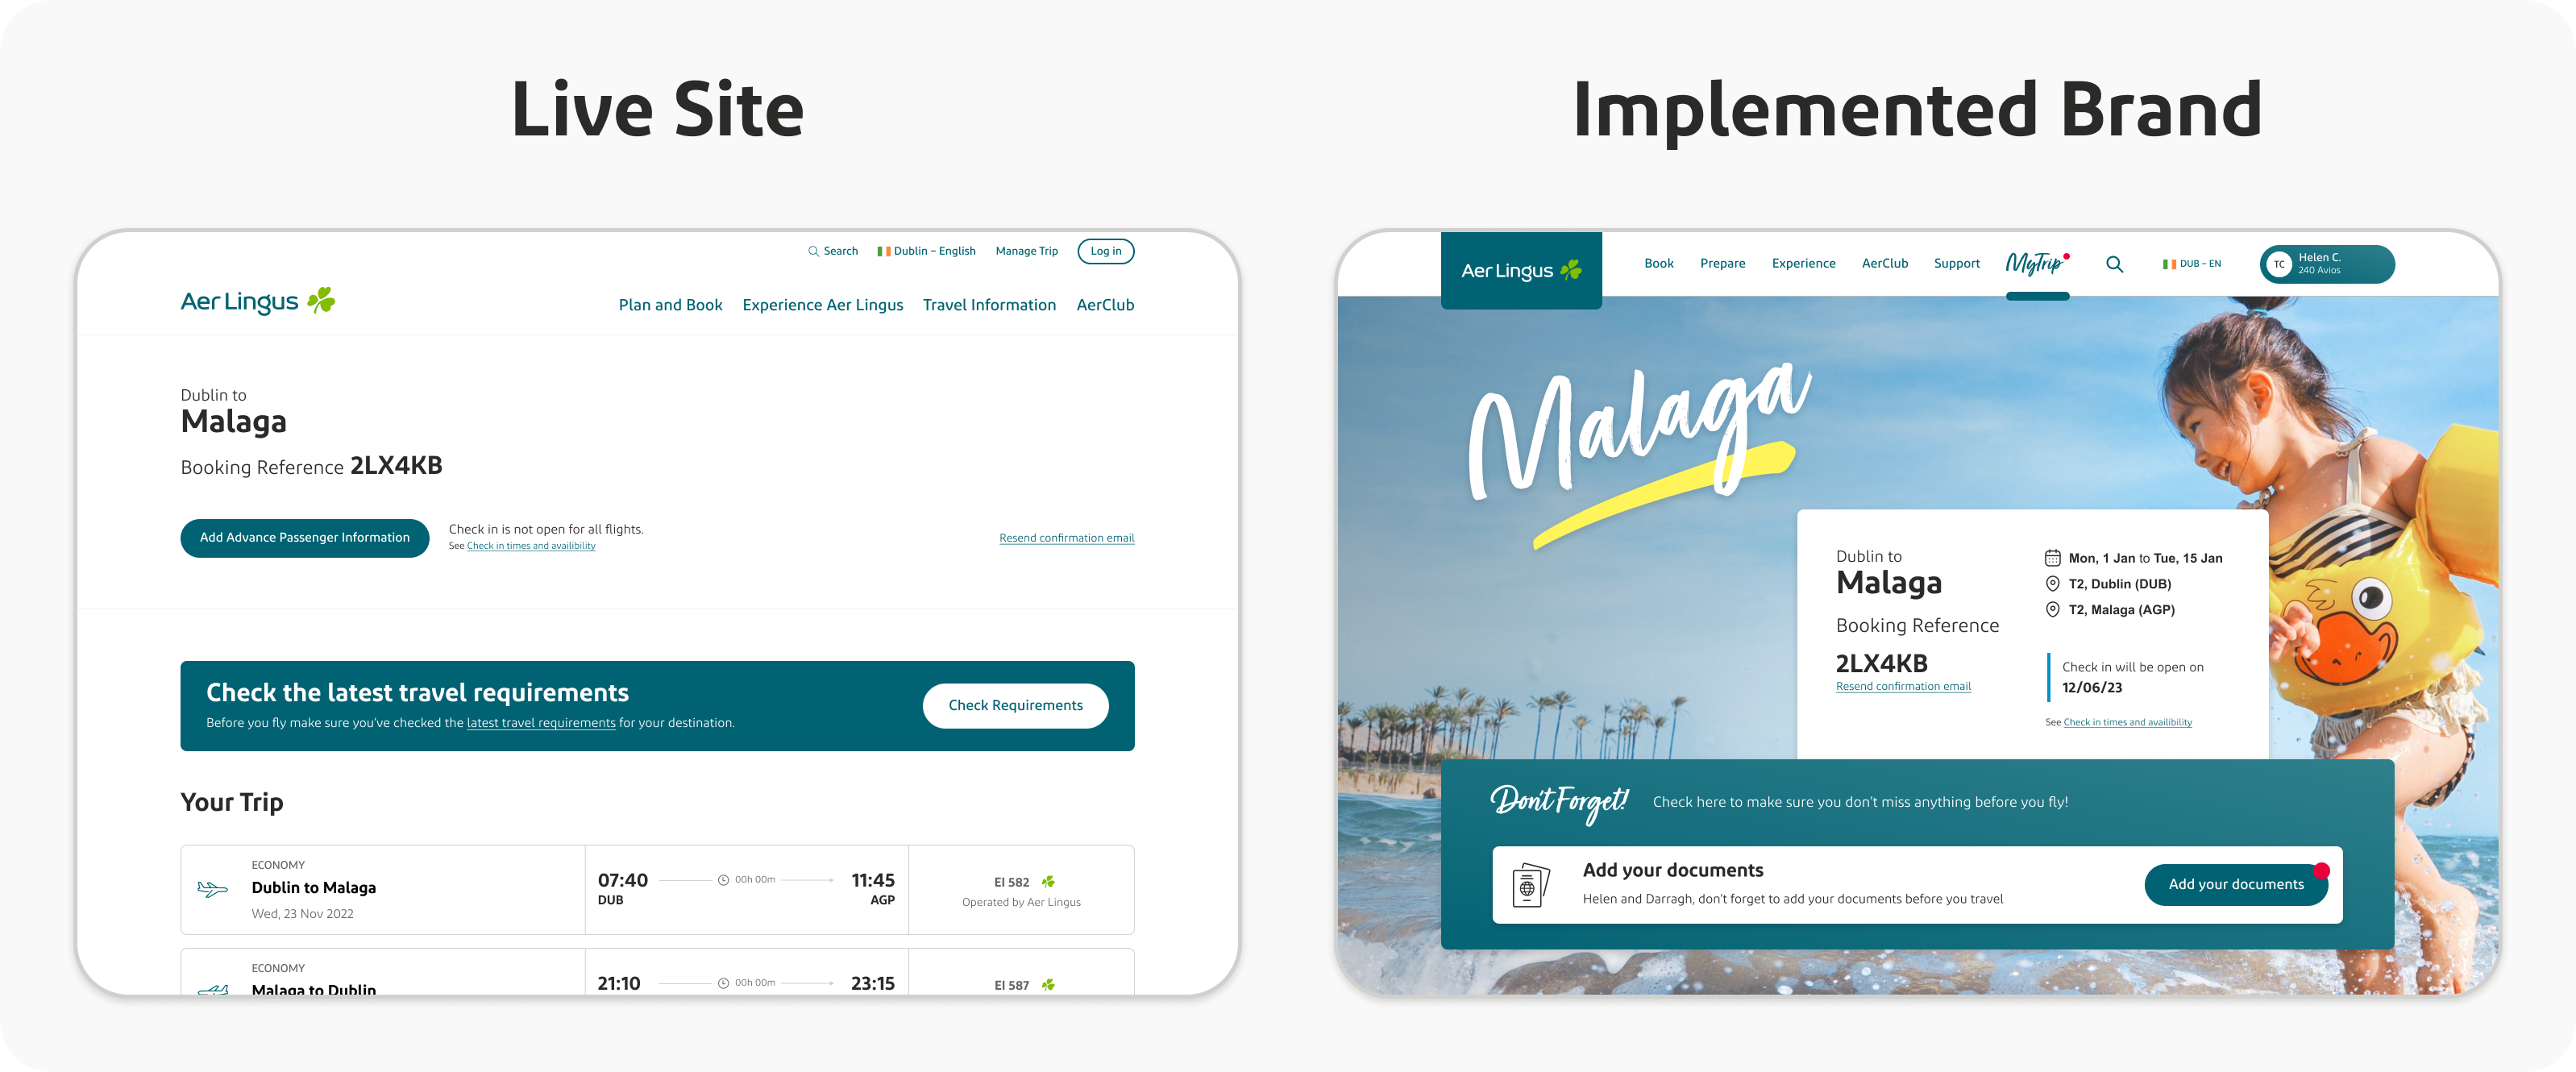 Live Site
Implemented Brand
Search
Dublin – English
Manage Trip
Log in
Aer Lingus
Plan and Book
Experience Aer Lingus
Travel Information
AerClub
Dublin to
Malaga
Booking Reference 2LX4KB
Add Advance Passenger Information
Check in is not open for all flights.
See Check in times and availibility
Resend confirmation email
Check the latest travel requirements
Before you fly make sure you've checked the latest travel requirements for your destination.
Check Requirements
Your Trip
ECONOMY
Dublin to Malaga
Wed, 23 Nov 2022
07:40
DUB
00h 00m
11:45
AGP
EI 582
Operated by Aer Lingus
ECONOMY
Malaga to Dublin
21:10
00h 00m
23:15
EI 587
Aer Lingus
Book
Prepare
Experience
AerClub
Support
MyTrip
DUB – EN
TC
Helen C.
240 Avios
Malaga
Dublin to
Malaga
Booking Reference
2LX4KB
Resend confirmation email
Mon, 1 Jan to Tue, 15 Jan
T2, Dublin (DUB)
T2, Malaga (AGP)
Check in will be open on
12/06/23
See Check in times and availibility
Don't Forget!
Check here to make sure you don't miss anything before you fly!
Add your documents
Helen and Darragh, don't forget to add your documents before you travel
Add your documents